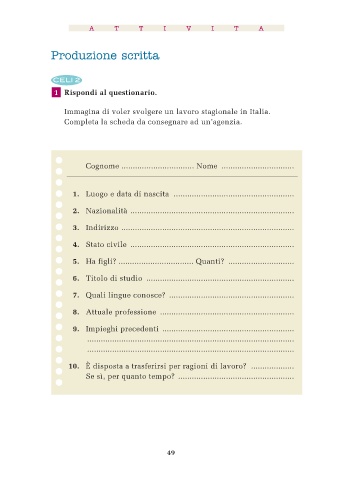 ATTIVITA
Produzione scritta
CELI 2
1 Rispondi al questionario.
Immagina di voler svolgere un lavoro stagionale in Italia.
Completa la scheda da consegnare ad un'agenzia.
Cognome ................................ Nome ................................
1. Luogo e data di nascita .....................................................
2. Nazionalità ........................................................................
3. Indirizzo ............................................................................
4. Stato civile ........................................................................
5. Ha figli? ................................. Quanti? .............................
6. Titolo di studio .................................................................
7. Quali lingue conosce? .......................................................
8. Attuale professione ...........................................................
9. Impieghi precedenti ..........................................................
...........................................................................................
...........................................................................................
10. È disposta a trasferirsi per ragioni di lavoro? ...................
Se sì, per quanto tempo? ...................................................
49